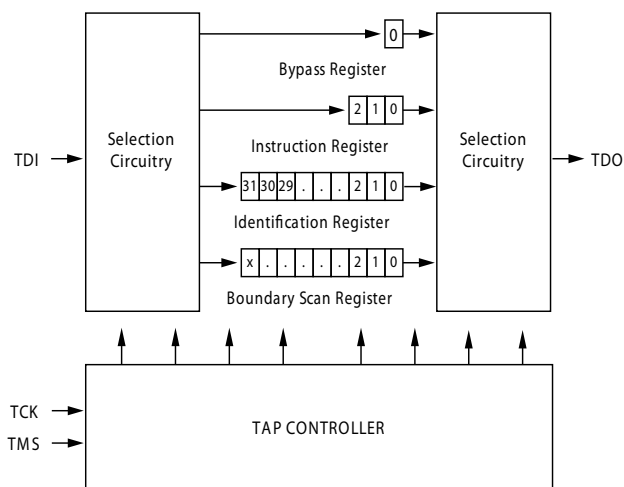 0
Bypass Register
2 1 0
Selection Circuitry
Selection Circuitry
TDI
TDO
Instruction Register
31 30 29 . . . 2 1 0
Identification Register
x . . . . . 2 1 0
Boundary Scan Register
TCK
TMS
TAP CONTROLLER